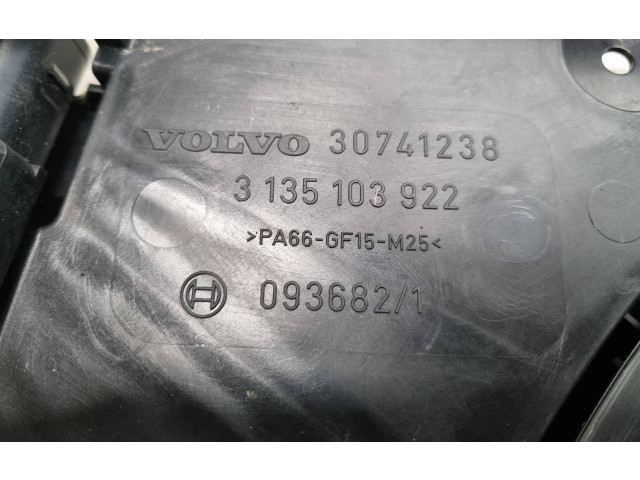 VOLVO 30741238
3 135 103 922
>PA66-GF15-M25<
093682/1